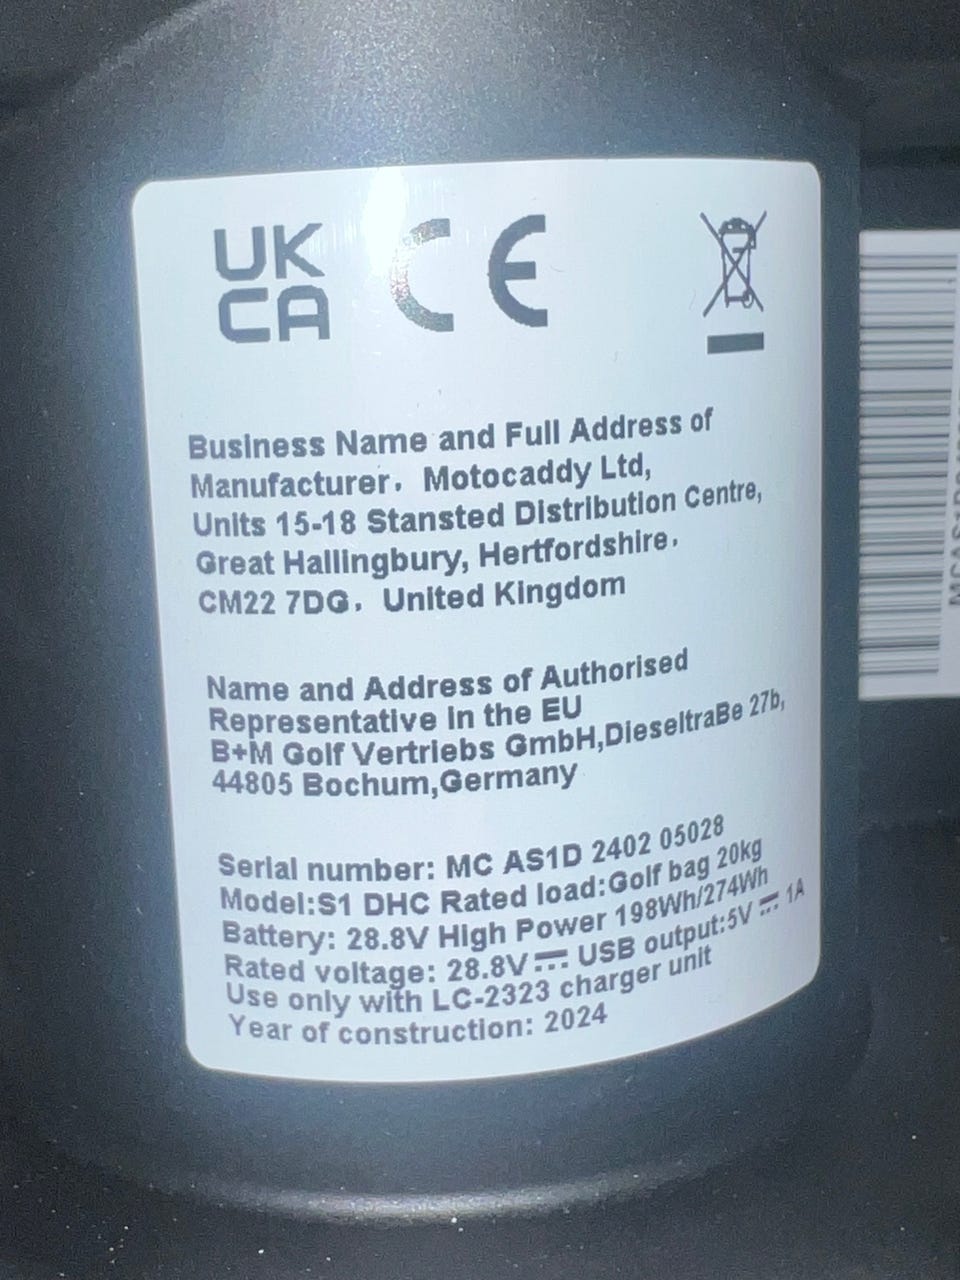 UK
CA
CE
Business Name and Full Address of
Manufacturer. Motocaddy Ltd,
Units 15-18 Stansted Distribution Centre,
Great Hallingbury, Hertfordshire.
CM22 7DG. United Kingdom
Name and Address of Authorised
Representative in the EU
B+M Golf Vertriebs GmbH,DieseltraBe 27b,
44805 Bochum,Germany
Serial number: MC AS1D 2402 05028
Model:S1 DHC Rated load:Golf bag 20kg
Battery: 28.8V High Power 198Wh/274Wh
Rated voltage: 28.8V⎓ USB output:5V⎓ 1A
Use only with LC-2323 charger unit
Year of construction: 2024